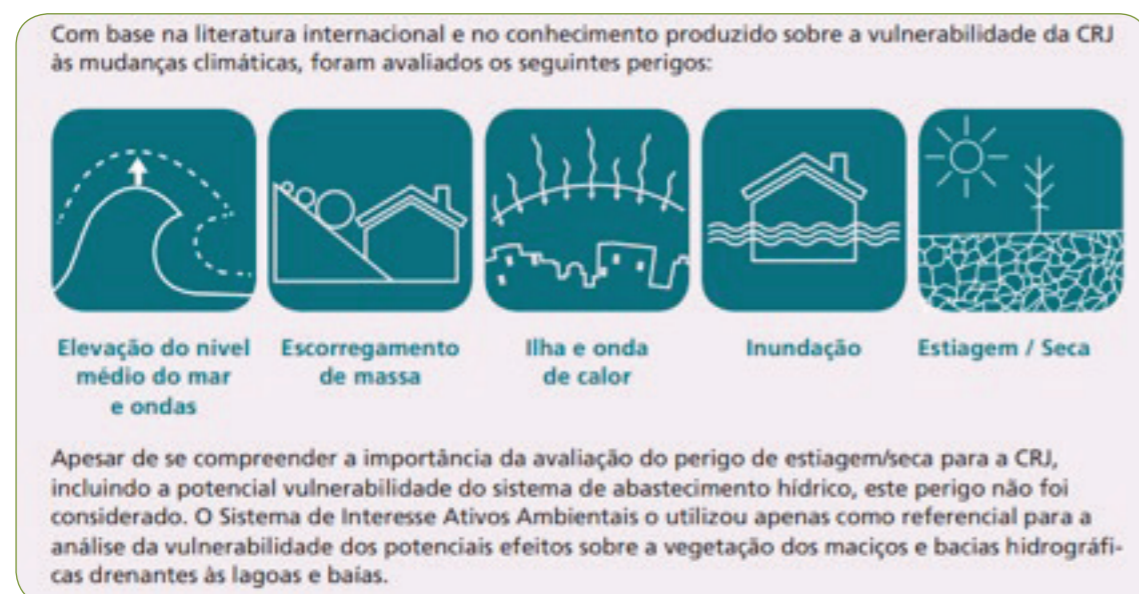 Com base na literatura internacional e no conhecimento produzido sobre a vulnerabilidade da CRJ
às mudanças climáticas, foram avaliados os seguintes perigos:
Elevação do nível
médio do mar
e ondas
Escorregamento
de massa
Ilha e onda
de calor
Inundação
Estiagem / Seca
Apesar de se compreender a importância da avaliação do perigo de estiagem/seca para a CRJ,
incluindo a potencial vulnerabilidade do sistema de abastecimento hídrico, este perigo não foi
considerado. O Sistema de Interesse Ativos Ambientais o utilizou apenas como referencial para a
análise da vulnerabilidade dos potenciais efeitos sobre a vegetação dos maciços e bacias hidrográfi-
cas drenantes às lagoas e baías.